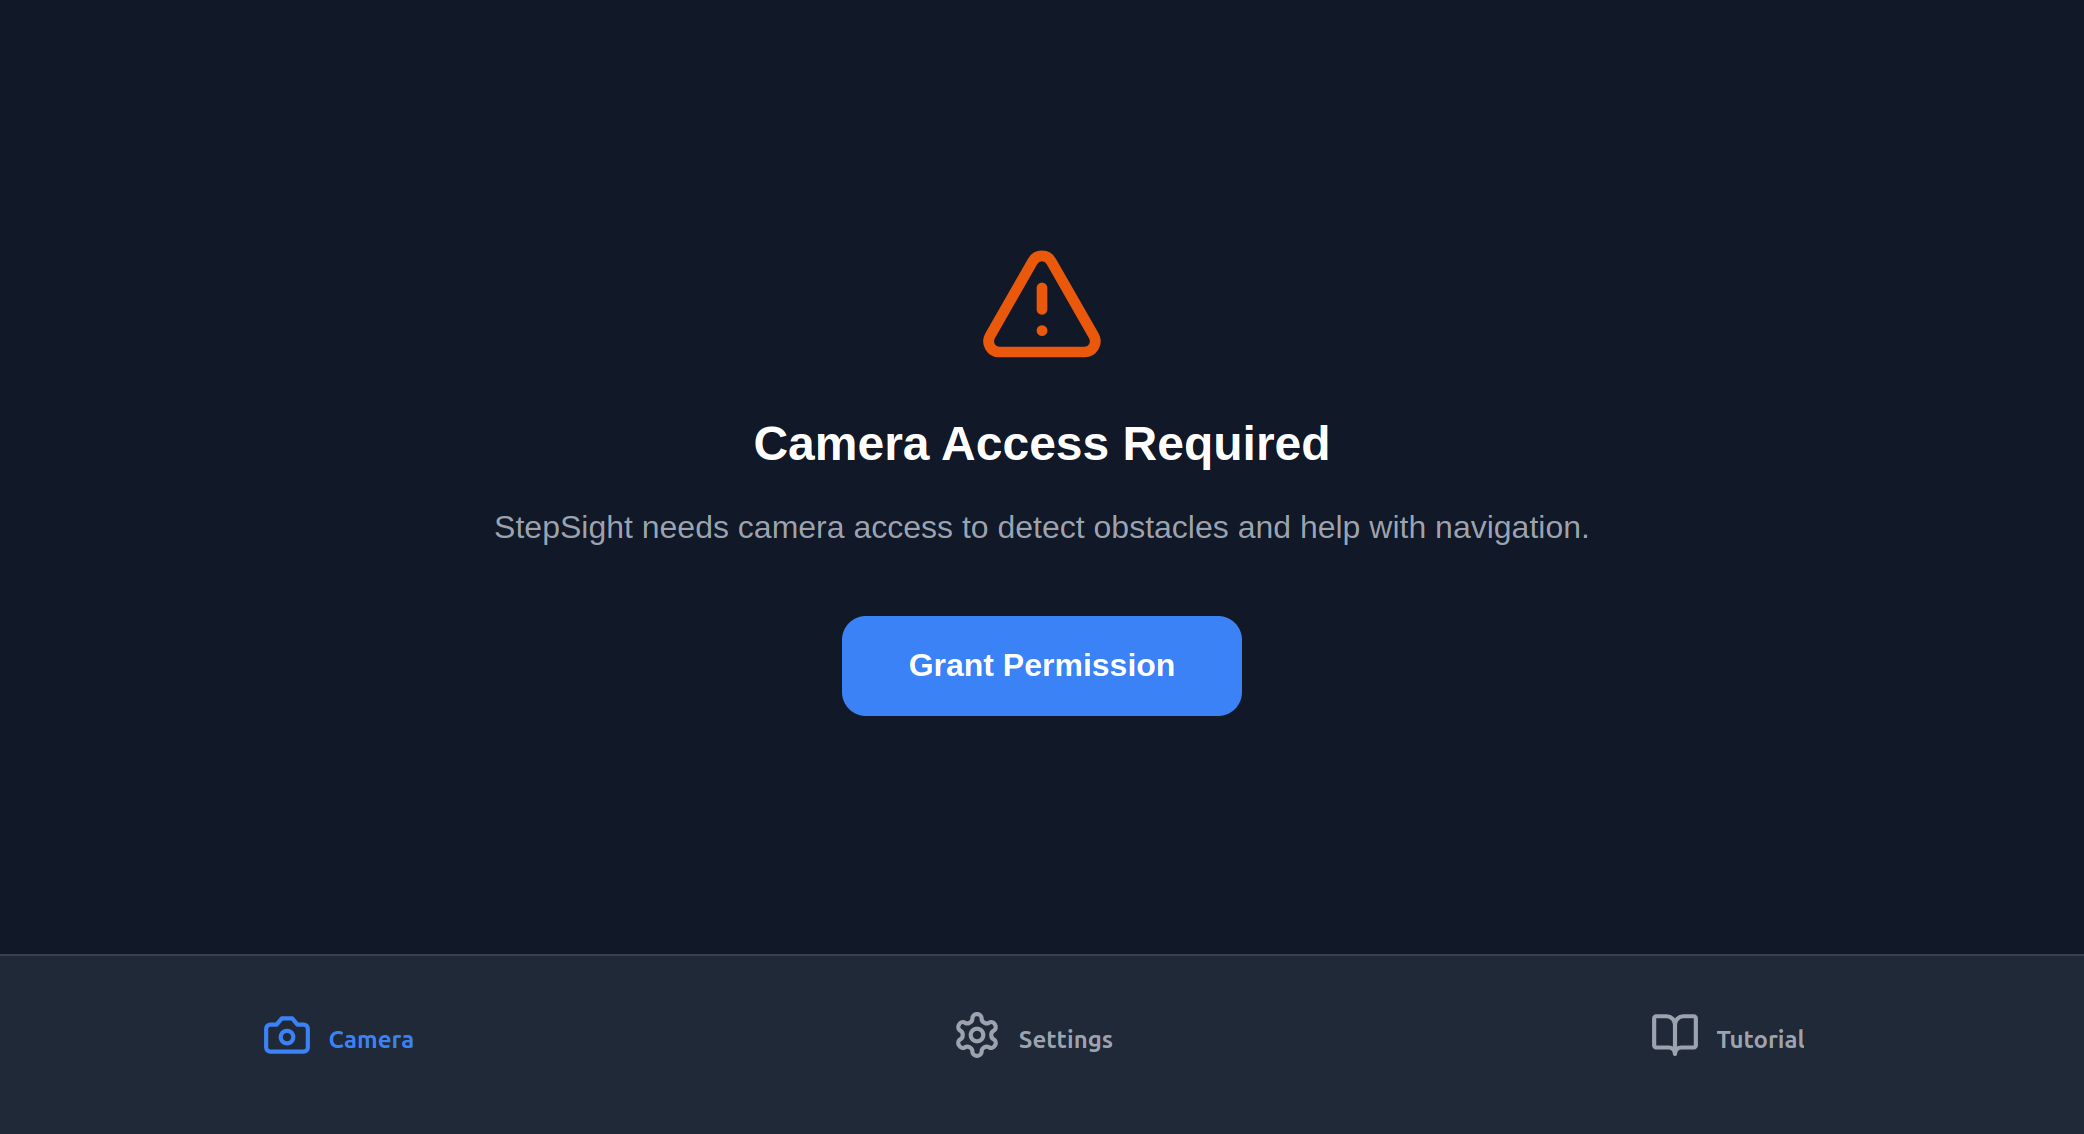 Camera Access Required
StepSight needs camera access to detect obstacles and help with navigation.
Grant Permission
Camera
Settings
Tutorial